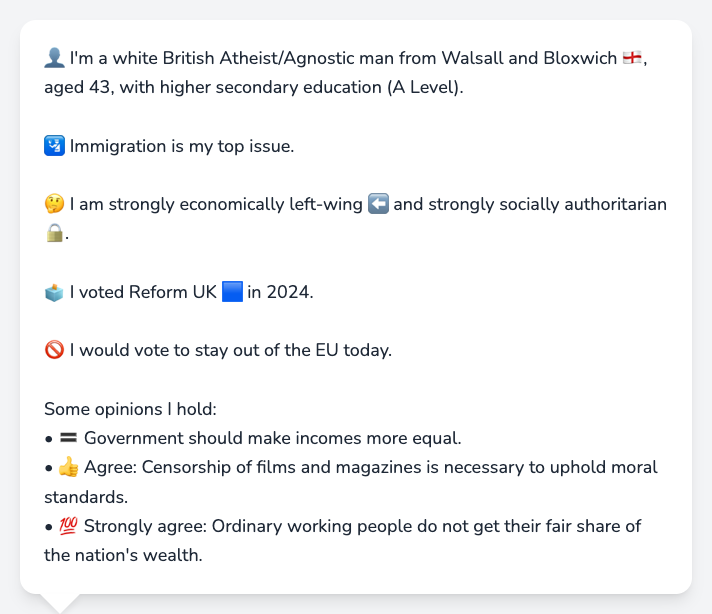 👤 I'm a white British Atheist/Agnostic man from Walsall and Bloxwich 🏴󠁧󠁢󠁥󠁮󠁧󠁿,
aged 43, with higher secondary education (A Level).
🛂 Immigration is my top issue.
🤔 I am strongly economically left-wing ⬅️ and strongly socially authoritarian
🔒.
🗳️ I voted Reform UK 🟦 in 2024.
🚫 I would vote to stay out of the EU today.
Some opinions I hold:
• 🟰 Government should make incomes more equal.
• 👍 Agree: Censorship of films and magazines is necessary to uphold moral
standards.
• 💯 Strongly agree: Ordinary working people do not get their fair share of
the nation's wealth.